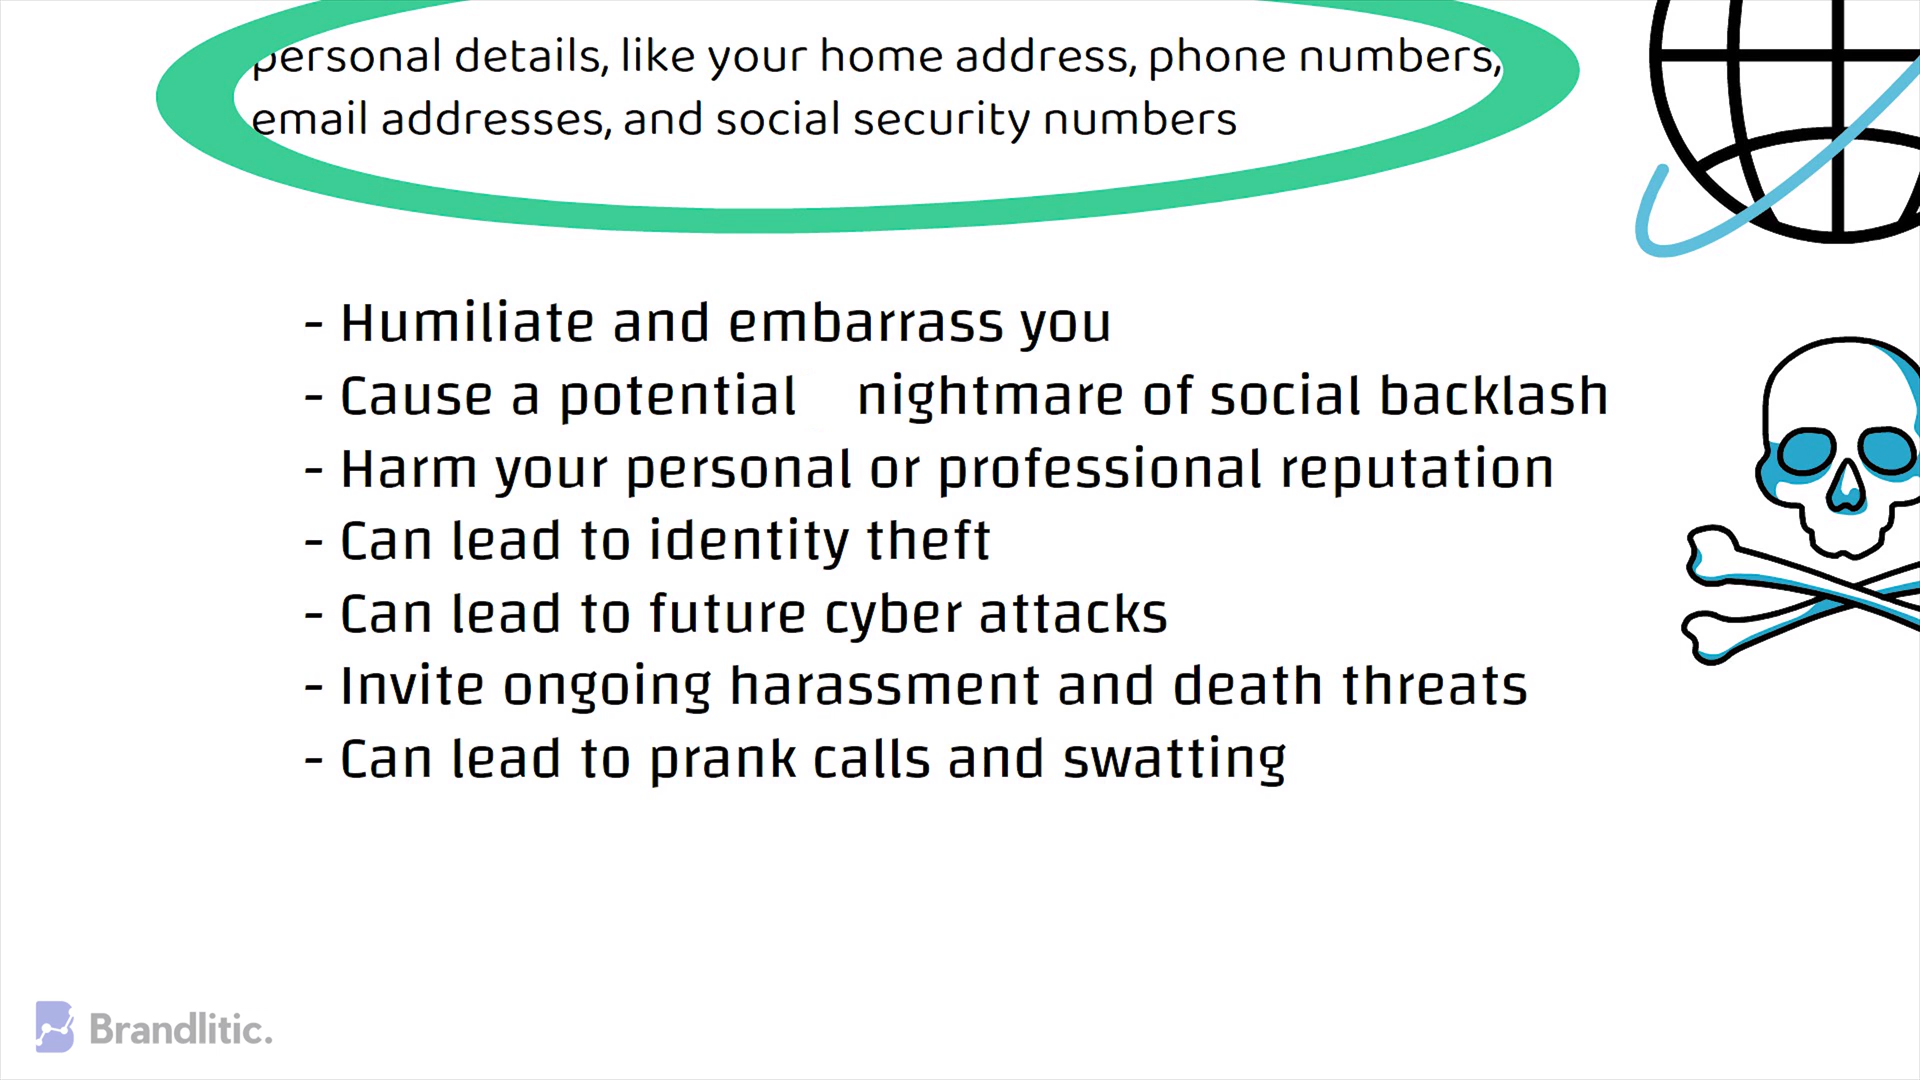 personal details, like your home address, phone numbers,
email addresses, and social security numbers
- Humiliate and embarrass you
- Cause a potential nightmare of social backlash
- Harm your personal or professional reputation
- Can lead to identity theft
- Can lead to future cyber attacks
- Invite ongoing harassment and death threats
- Can lead to prank calls and swatting
Brandlitic.